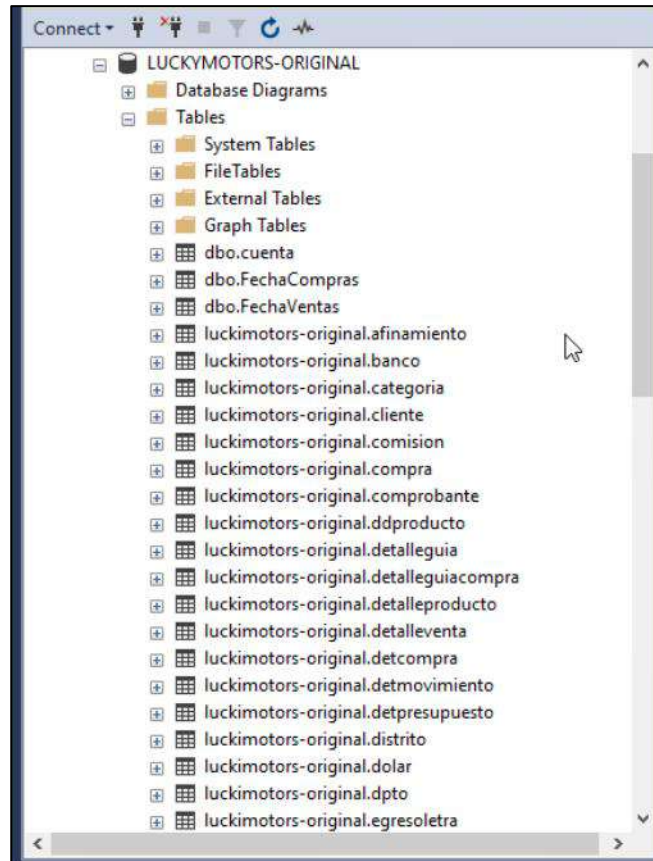 Connect
LUCKYMOTORS-ORIGINAL
Database Diagrams
Tables
System Tables
FileTables
External Tables
Graph Tables
dbo.cuenta
dbo.FechaCompras
dbo.FechaVentas
luckimotors-original.afinamiento
luckimotors-original.banco
luckimotors-original.categoria
luckimotors-original.cliente
luckimotors-original.comision
luckimotors-original.compra
luckimotors-original.comprobante
luckimotors-original.ddproducto
luckimotors-original.detalleguia
luckimotors-original.detalleguiacompra
luckimotors-original.detalleproducto
luckimotors-original.detalleventa
luckimotors-original.detcompra
luckimotors-original.detmovimiento
luckimotors-original.detpresupuesto
luckimotors-original.distrito
luckimotors-original.dolar
luckimotors-original.dpto
luckimotors-original.egresoletra